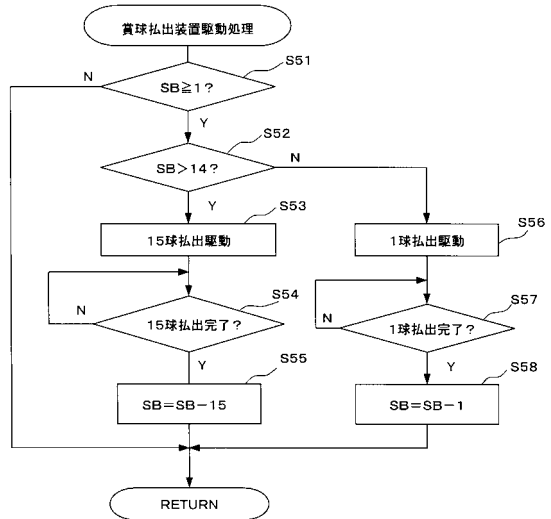 賞球払出装置駆動処理
S51
N
SB≧1?
Y
S52
SB>14?
N
Y
S53
15球払出駆動
S56
1球払出駆動
S54
N
15球払出完了?
Y
S57
N
1球払出完了?
Y
S55
SB=SB-15
S58
SB=SB-1
RETURN